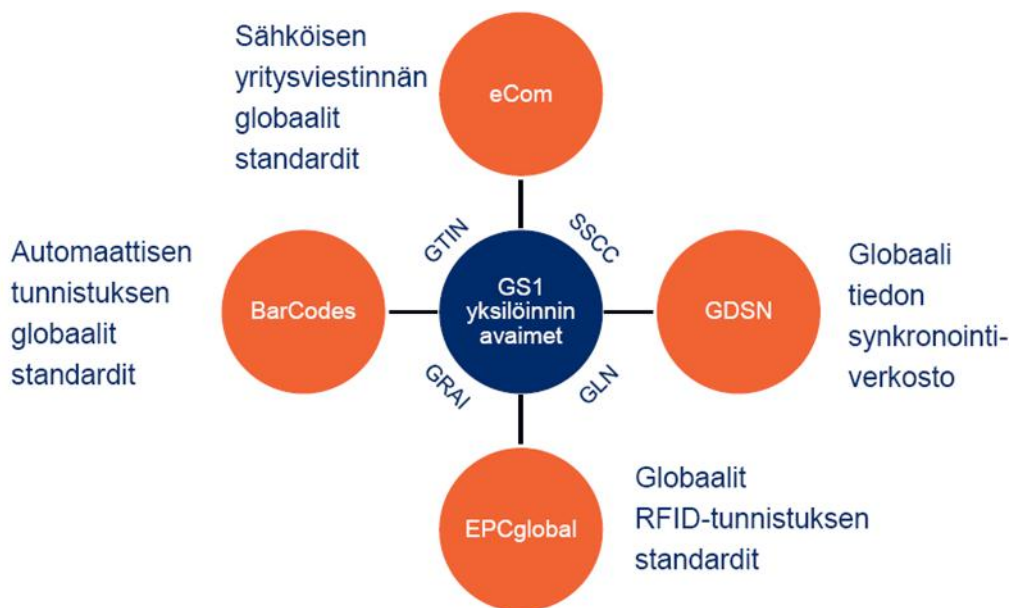 Sähköisen
yritysviestinnän
globaalit
standardit
eCom
Automaattisen
tunnistuksen
globaalit
standardit
BarCodes
GTIN
SSCC
GS1
yksilöinnin
avaimet
GRAI
GLN
GDSN
Globaali
tiedon
synkronointi-
verkosto
EPCglobal
Globaalit
RFID-tunnistuksen
standardit